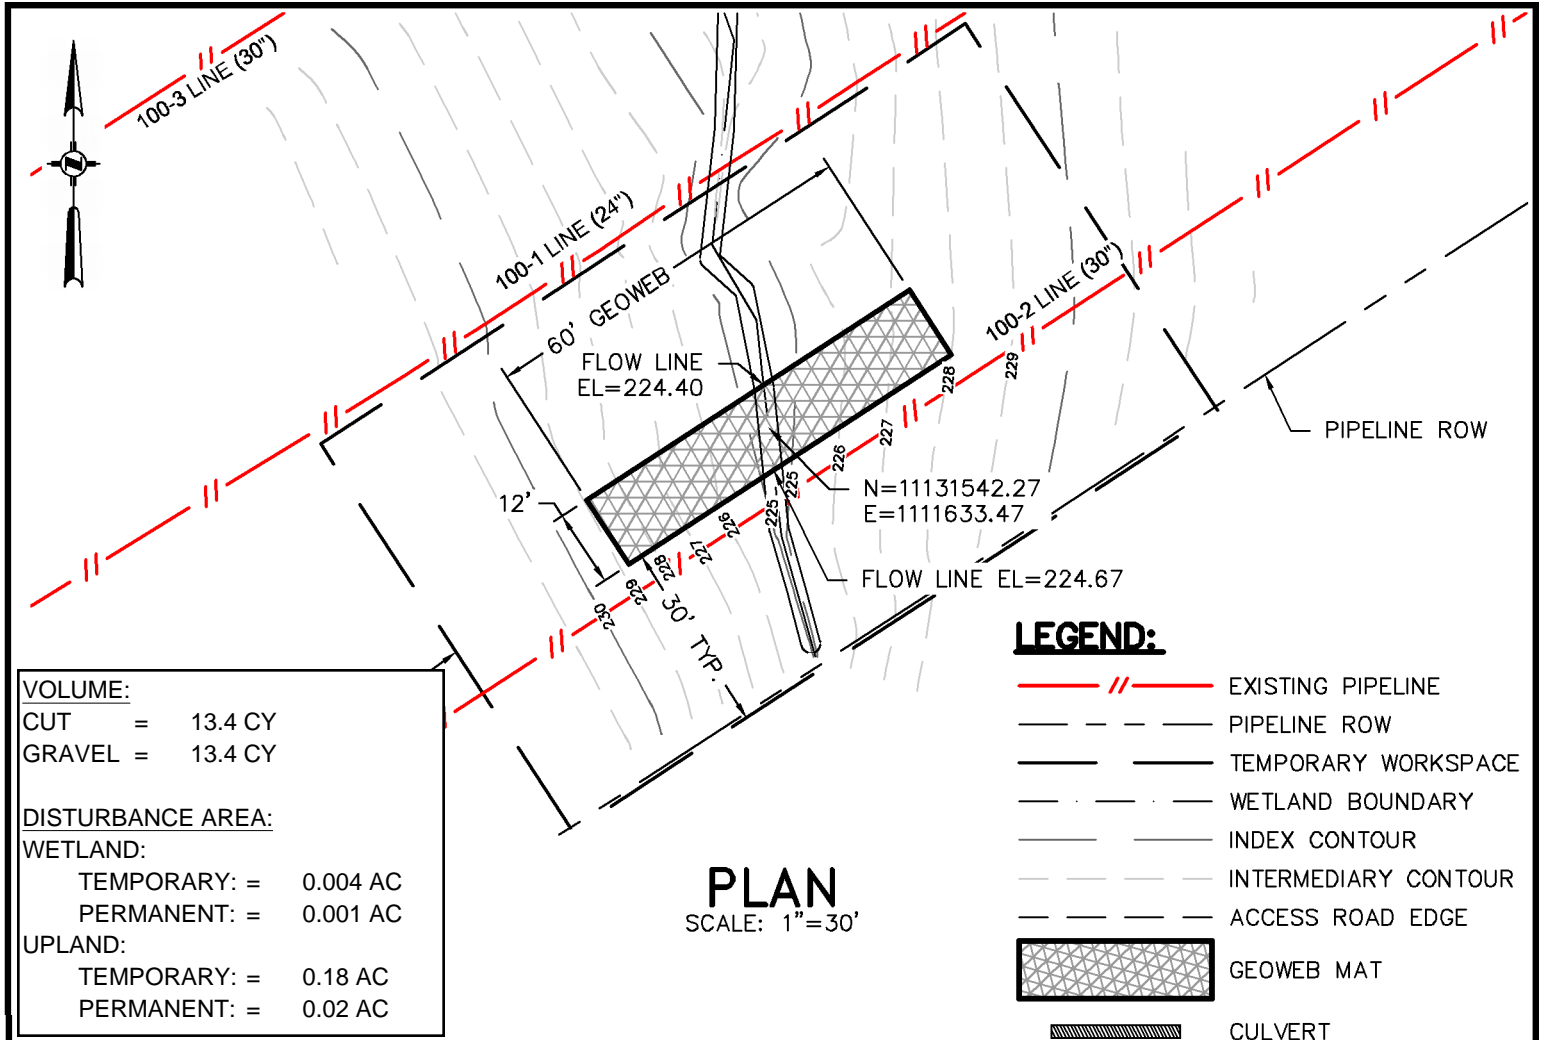 100-3 LINE (30")
100-1 LINE (24")
60' GEOWEB
100-2 LINE (30")
FLOW LINE
EL=224.40
229
228
PIPELINE ROW
227
226
12'
225
225
N=11131542.27
E=1111633.47
226
227
228
229
230
FLOW LINE EL=224.67
30' TYP.
VOLUME:
CUT = 13.4 CY
GRAVEL = 13.4 CY
DISTURBANCE AREA:
WETLAND:
TEMPORARY: = 0.004 AC
PERMANENT: = 0.001 AC
UPLAND:
TEMPORARY: = 0.18 AC
PERMANENT: = 0.02 AC
PLAN
SCALE: 1"=30'
LEGEND:
EXISTING PIPELINE
PIPELINE ROW
TEMPORARY WORKSPACE
WETLAND BOUNDARY
INDEX CONTOUR
INTERMEDIARY CONTOUR
ACCESS ROAD EDGE
GEOWEB MAT
CULVERT